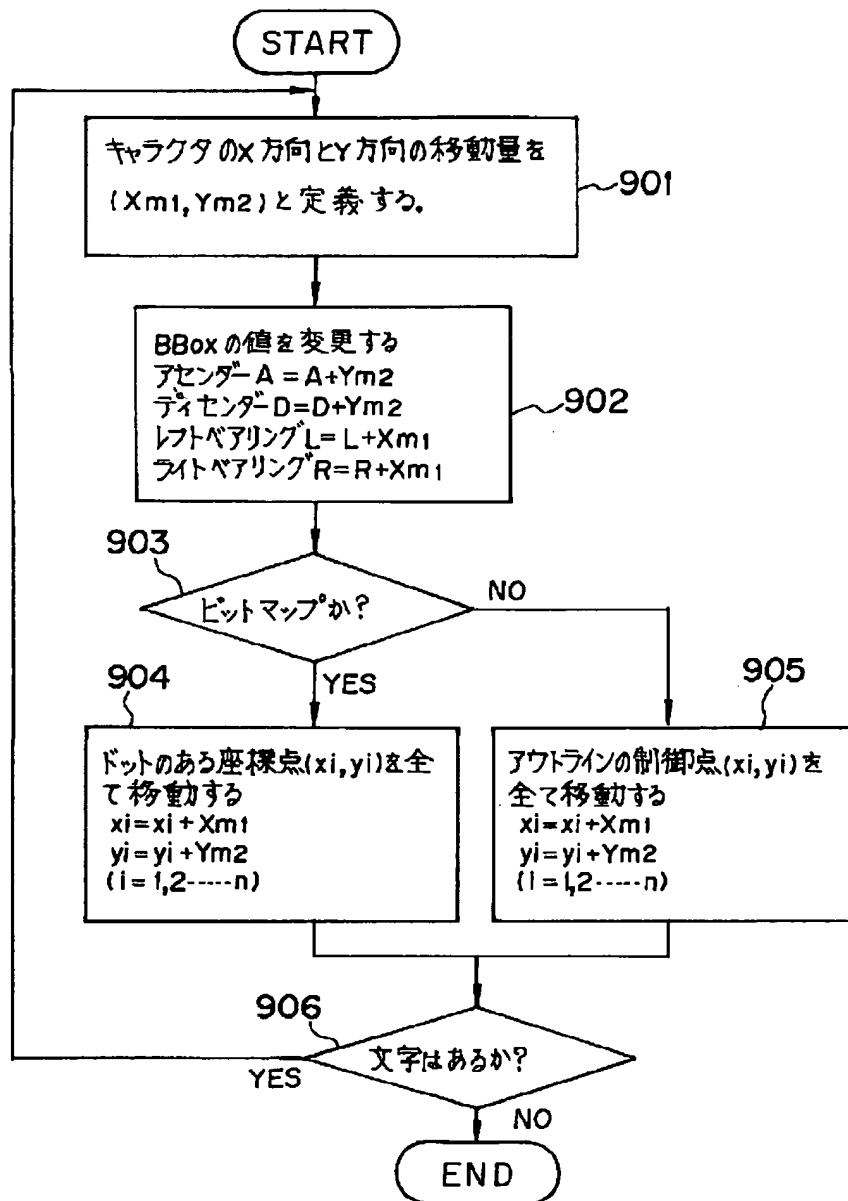 START
キャラクタのX方向とY方向の移動量を
(Xm1,Ym2)と定義する.
901
BBoxの値を変更する
アセンダーA=A+Ym2
ディセンダーD=D+Ym2
レフトベアリングL=L+Xm1
ライトベアリングR=R+Xm1
902
903
ビットマップか?
NO
YES
904
ドットのある座標点(xi,yi)を全
て移動する
xi=xi+Xm1
yi=yi+Ym2
(i=1,2-----n)
905
アウトラインの制御点(xi,yi)を
全て移動する
xi=xi+Xm1
yi=yi+Ym2
(i=1,2-----n)
906
文字はあるか?
YES
NO
END